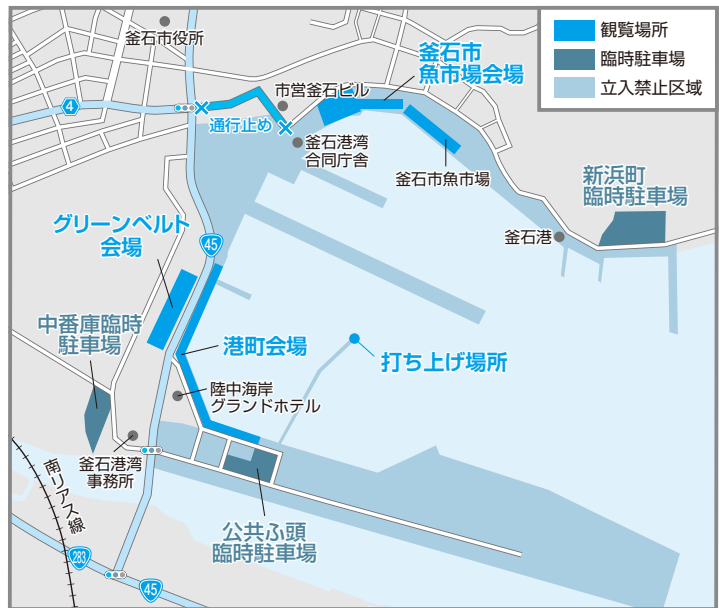 観覧場所
臨時駐車場
立入禁止区域
釜石市役所
釜石市
魚市場会場
市営釜石ビル
4
通行止め
釜石港湾
合同庁舎
釜石市魚市場
新浜町
臨時駐車場
釜石港
グリーンベルト
会場
45
中番庫臨時
駐車場
港町会場
打ち上げ場所
陸中海岸
グランドホテル
釜石港湾
事務所
南リアス線
公共ふ頭
臨時駐車場
283
45